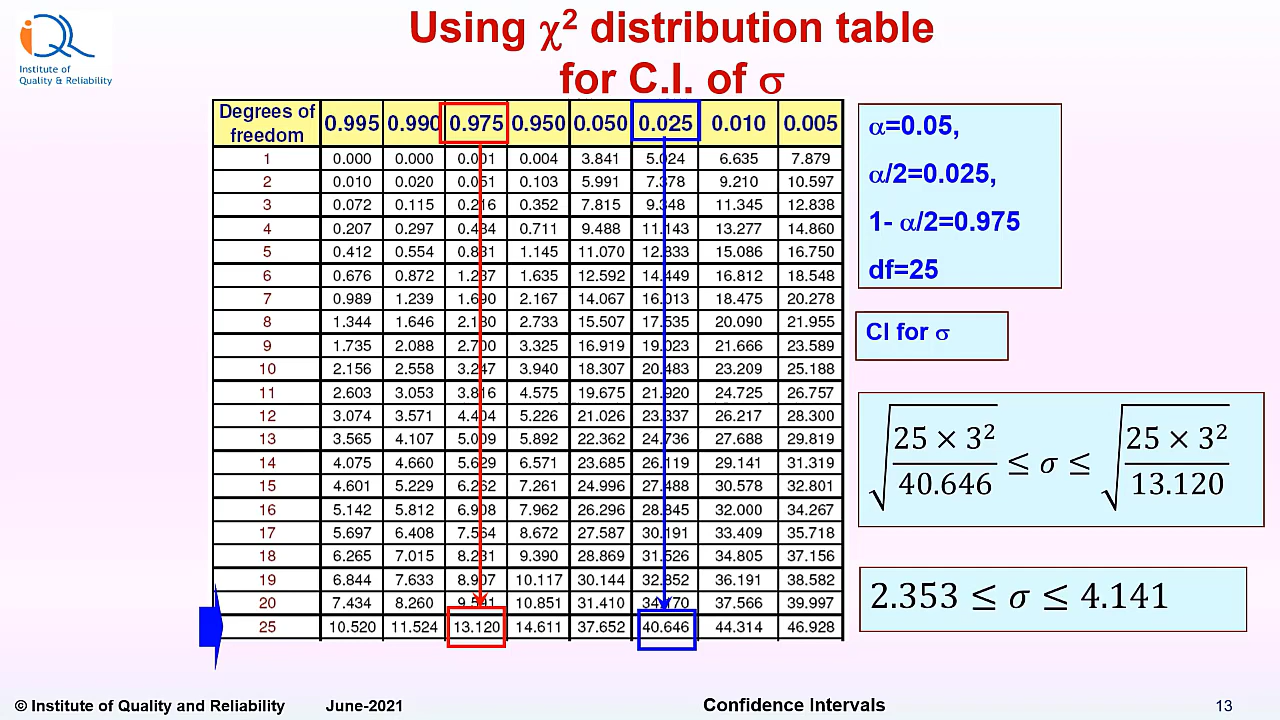 iQR
Institute of
Quality & Reliability
Using χ² distribution table
for C.I. of σ
Degrees of freedom 0.995 0.990 0.975 0.950 0.050 0.025 0.010 0.005
1 0.000 0.000 0.001 0.004 3.841 5.024 6.635 7.879
2 0.010 0.020 0.051 0.103 5.991 7.378 9.210 10.597
3 0.072 0.115 0.216 0.352 7.815 9.348 11.345 12.838
4 0.207 0.297 0.484 0.711 9.488 11.143 13.277 14.860
5 0.412 0.554 0.831 1.145 11.070 12.833 15.086 16.750
6 0.676 0.872 1.237 1.635 12.592 14.449 16.812 18.548
7 0.989 1.239 1.690 2.167 14.067 16.013 18.475 20.278
8 1.344 1.646 2.180 2.733 15.507 17.535 20.090 21.955
9 1.735 2.088 2.700 3.325 16.919 19.023 21.666 23.589
10 2.156 2.558 3.247 3.940 18.307 20.483 23.209 25.188
11 2.603 3.053 3.816 4.575 19.675 21.920 24.725 26.757
12 3.074 3.571 4.404 5.226 21.026 23.337 26.217 28.300
13 3.565 4.107 5.009 5.892 22.362 24.736 27.688 29.819
14 4.075 4.660 5.629 6.571 23.685 26.119 29.141 31.319
15 4.601 5.229 6.262 7.261 24.996 27.488 30.578 32.801
16 5.142 5.812 6.908 7.962 26.296 28.845 32.000 34.267
17 5.697 6.408 7.564 8.672 27.587 30.191 33.409 35.718
18 6.265 7.015 8.231 9.390 28.869 31.526 34.805 37.156
19 6.844 7.633 8.907 10.117 30.144 32.852 36.191 38.582
20 7.434 8.260 9.591 10.851 31.410 34.170 37.566 39.997
25 10.520 11.524 13.120 14.611 37.652 40.646 44.314 46.928
α=0.05,
α/2=0.025,
1- α/2=0.975
df=25
CI for σ
√(25 × 3² / 40.646) ≤ σ ≤ √(25 × 3² / 13.120)
2.353 ≤ σ ≤ 4.141
© Institute of Quality and Reliability June-2021 Confidence Intervals 13